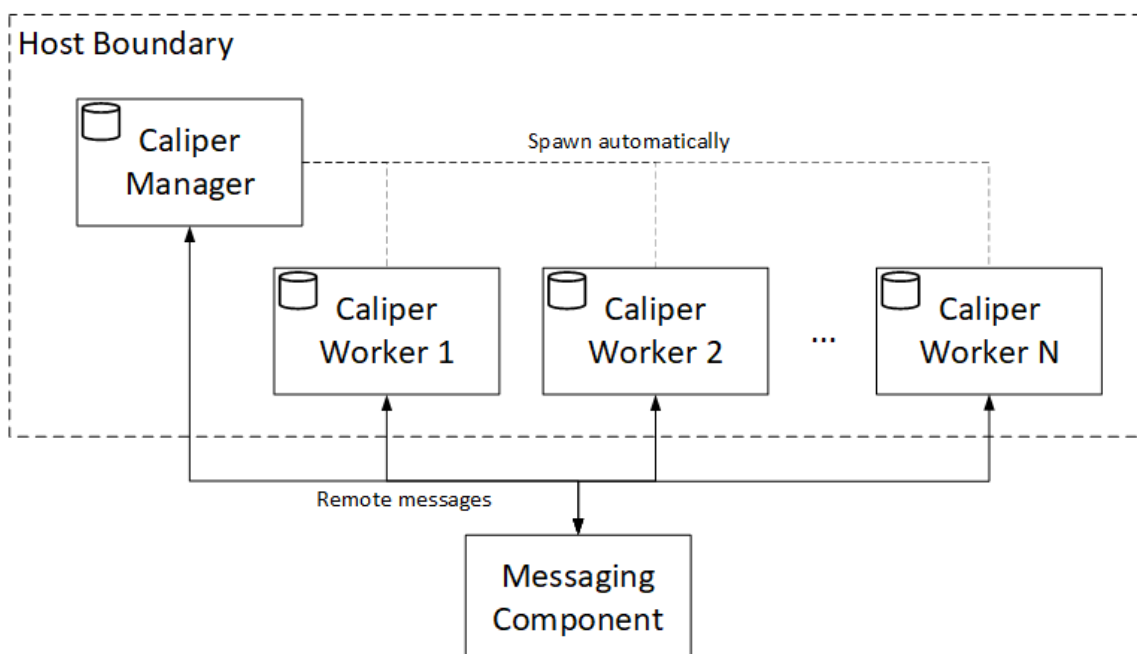 Host Boundary
Caliper
Manager
Spawn automatically
Caliper
Worker 1
Caliper
Worker 2
...
Caliper
Worker N
Remote messages
Messaging
Component